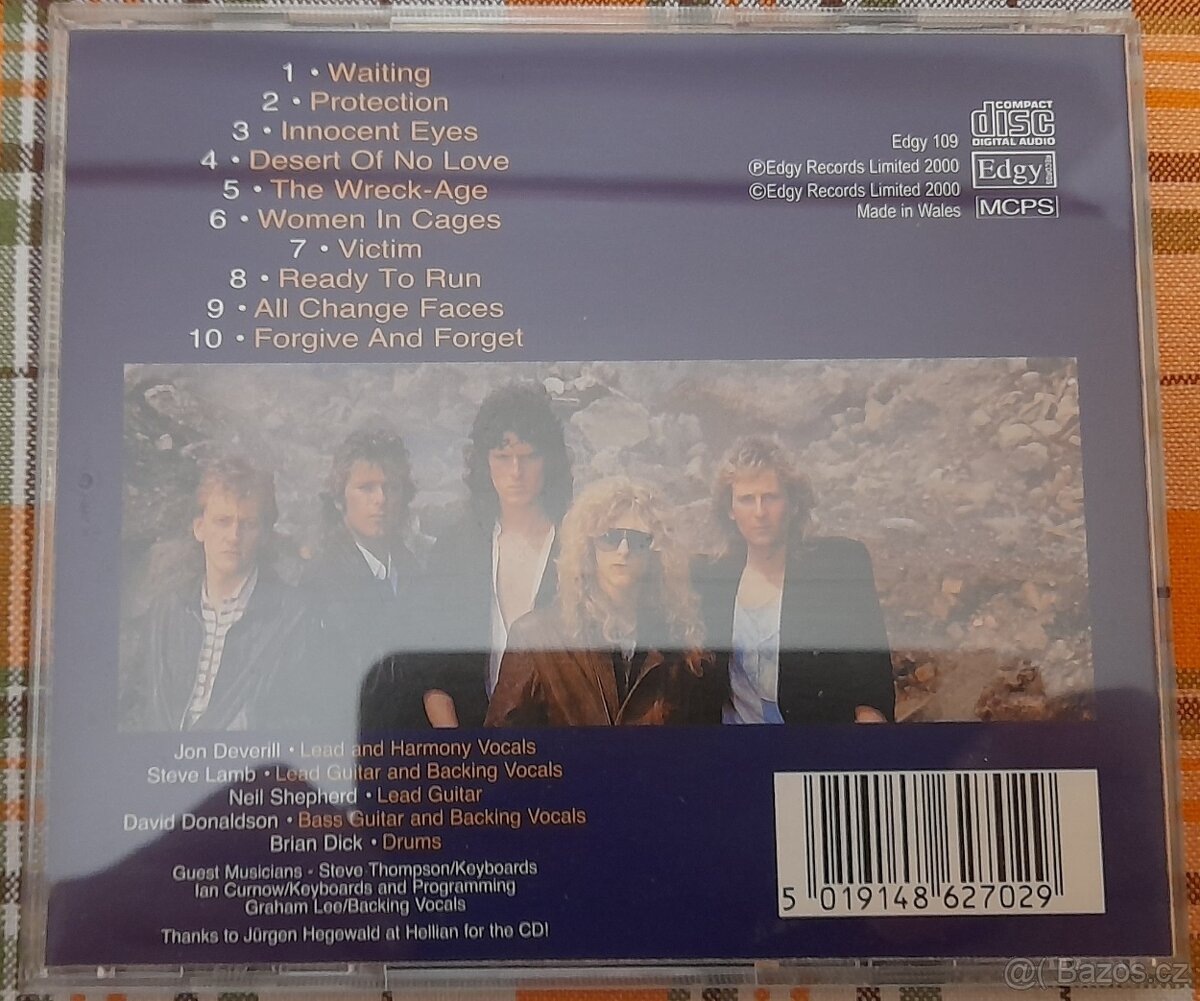 1 • Waiting
2 • Protection
3 • Innocent Eyes
4 • Desert Of No Love
5 • The Wreck-Age
6 • Women In Cages
7 • Victim
8 • Ready To Run
9 • All Change Faces
10 • Forgive And Forget
COMPACT
disc
DIGITAL AUDIO
Edgy 109
ⓅEdgy Records Limited 2000
©Edgy Records Limited 2000
Made in Wales
Edgy RECORDS
MCPS
Jon Deverill • Lead and Harmony Vocals
Steve Lamb • Lead Guitar and Backing Vocals
Neil Shepherd • Lead Guitar
David Donaldson • Bass Guitar and Backing Vocals
Brian Dick • Drums
Guest Musicians - Steve Thompson/Keyboards
Ian Curnow/Keyboards and Programming
Graham Lee/Backing Vocals
Thanks to Jürgen Hegewald at Hellian for the CD!
5 019148 627029
@( Bazos.cz